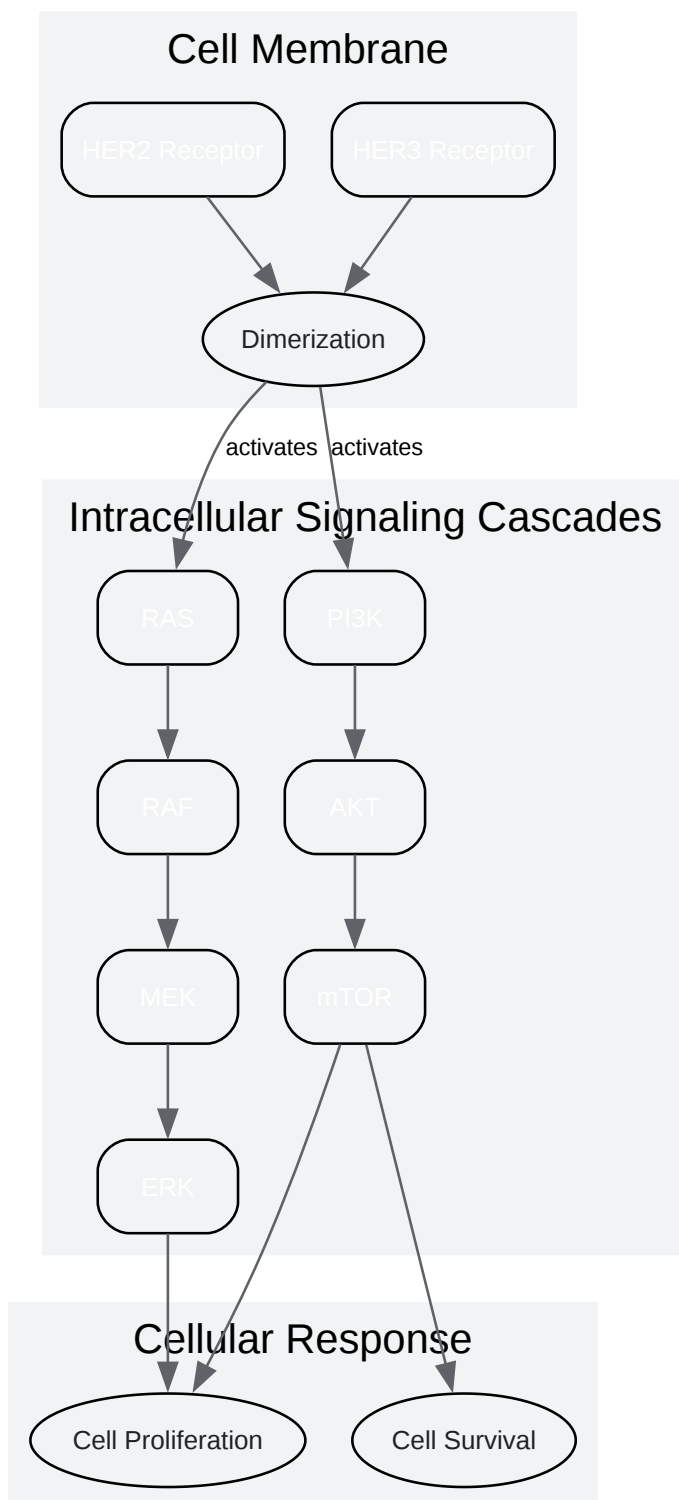 Cell Membrane
HER2 Receptor
HER3 Receptor
Dimerization
activates
activates
Intracellular Signaling Cascades
RAS
PI3K
RAF
AKT
MEK
mTOR
ERK
Cellular Response
Cell Proliferation
Cell Survival